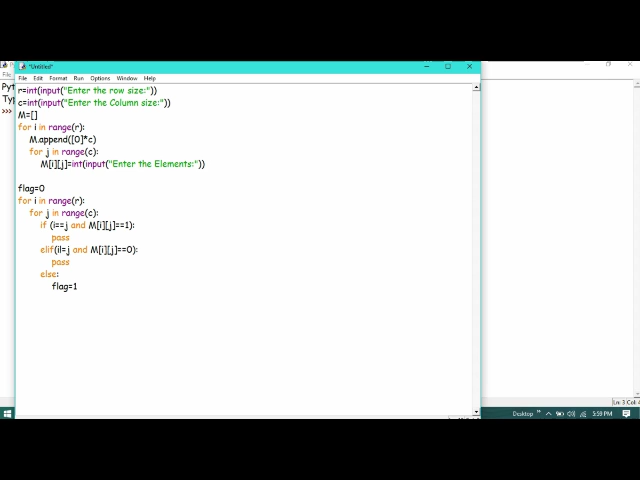 *Untitled*
File Edit Format Run Options Window Help
r=int(input("Enter the row size:"))
c=int(input("Enter the Column size:"))
M=[]
for i in range(r):
M.append([0]*c)
for j in range(c):
M[i][j]=int(input("Enter the Elements:"))
flag=0
for i in range(r):
for j in range(c):
if (i==j and M[i][j]==1):
pass
elif(i!=j and M[i][j]==0):
pass
else:
flag=1
>>>
Desktop
5:59 PM